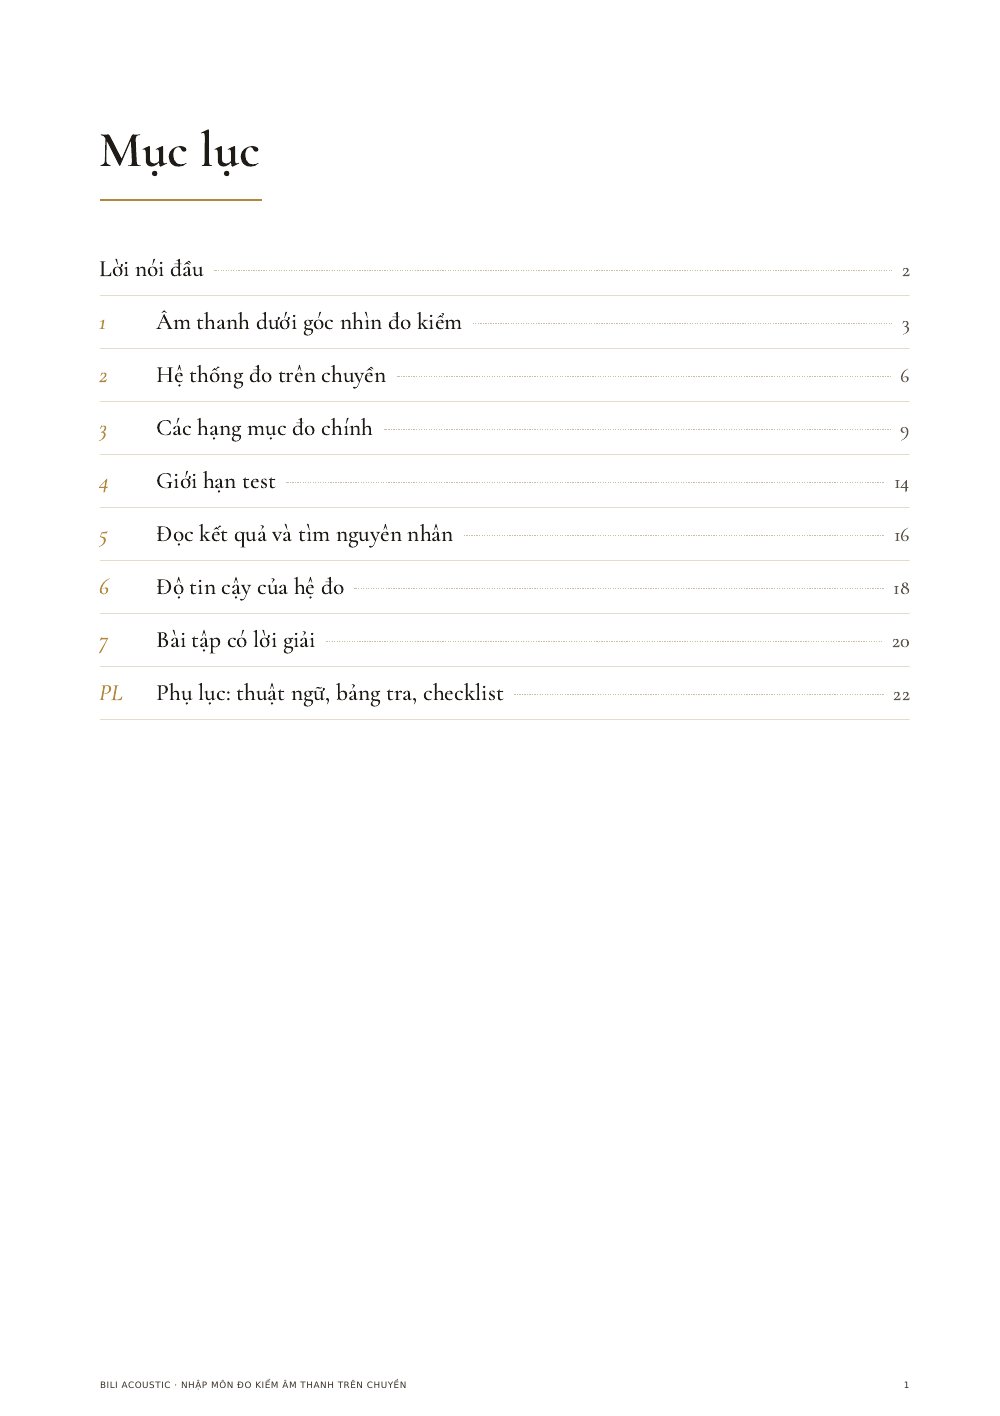 Mục lục
Lời nói đầu 2
1 Âm thanh dưới góc nhìn đo kiểm 3
2 Hệ thống đo trên chuyền 6
3 Các hạng mục đo chính 9
4 Giới hạn test 14
5 Đọc kết quả và tìm nguyên nhân 16
6 Độ tin cậy của hệ đo 18
7 Bài tập có lời giải 20
PL Phụ lục: thuật ngữ, bảng tra, checklist 22
BILI ACOUSTIC · NHẬP MÔN ĐO KIỂM ÂM THANH TRÊN CHUYỀN 1